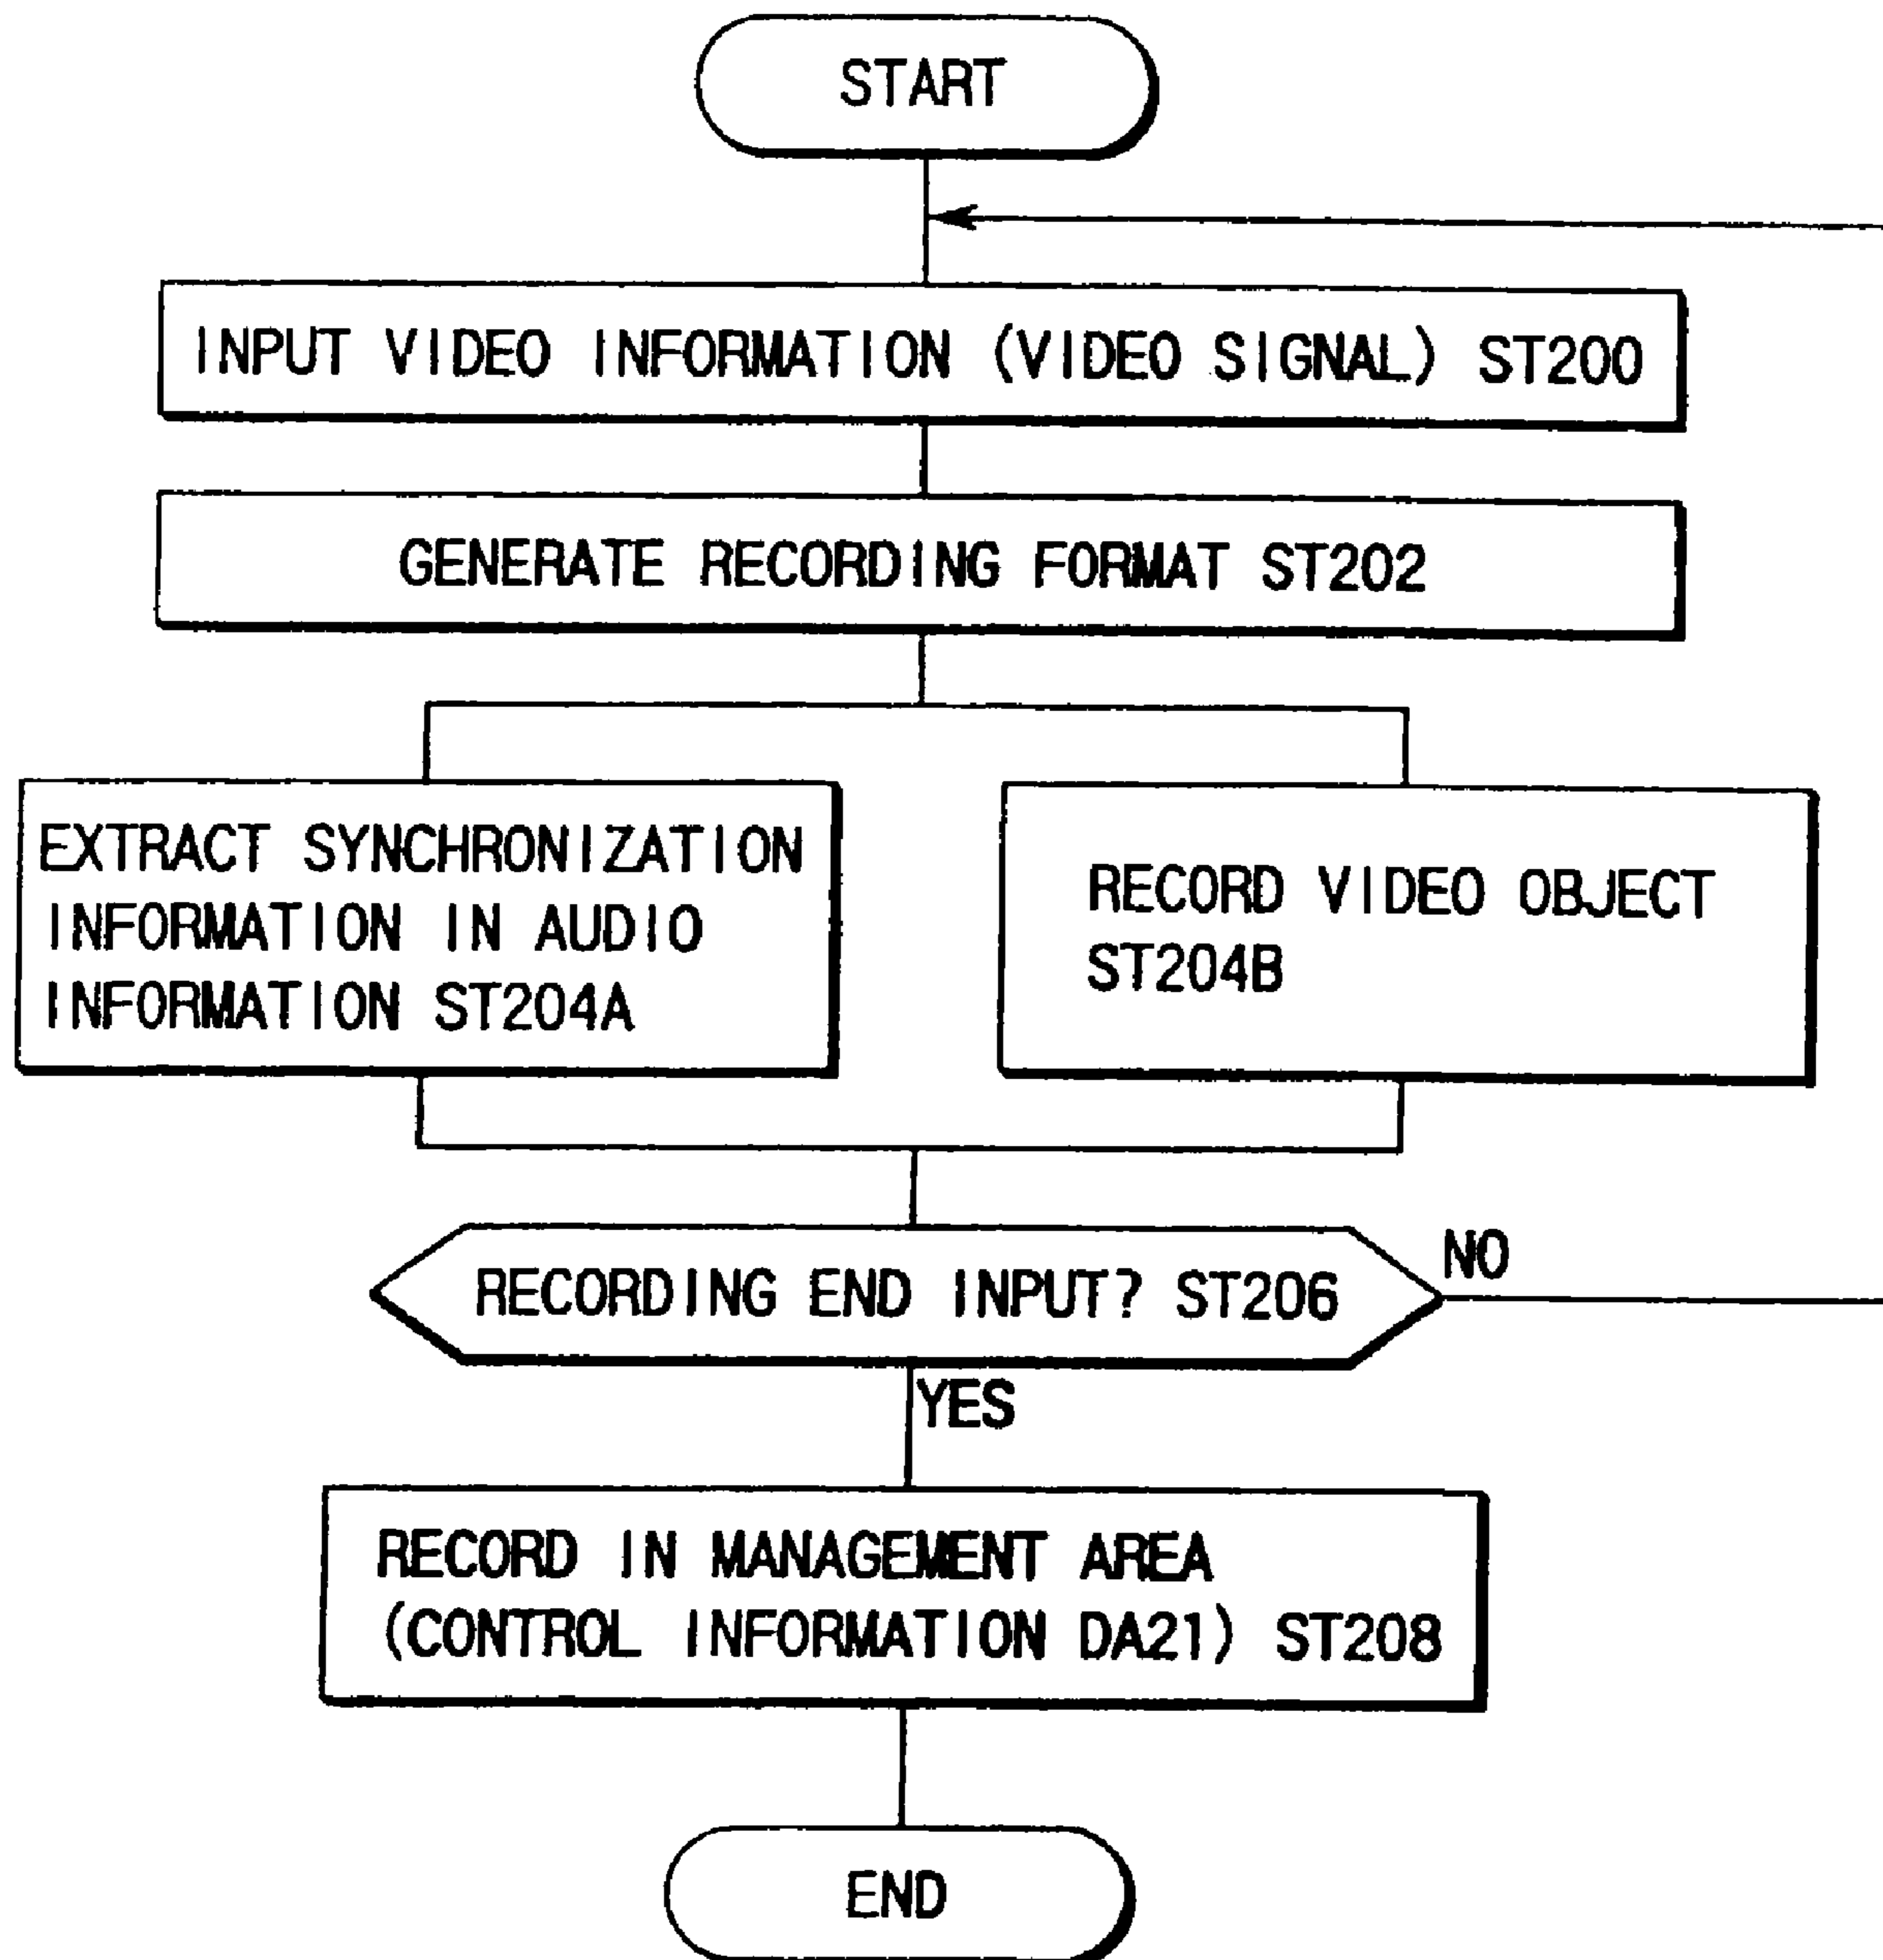 START
INPUT VIDEO INFORMATION (VIDEO SIGNAL) ST200
GENERATE RECORDING FORMAT ST202
EXTRACT SYNCHRONIZATION
INFORMATION IN AUDIO
INFORMATION ST204A
RECORD VIDEO OBJECT
ST204B
RECORDING END INPUT? ST206
NO
YES
RECORD IN MANAGEMENT AREA
(CONTROL INFORMATION DA21) ST208
END